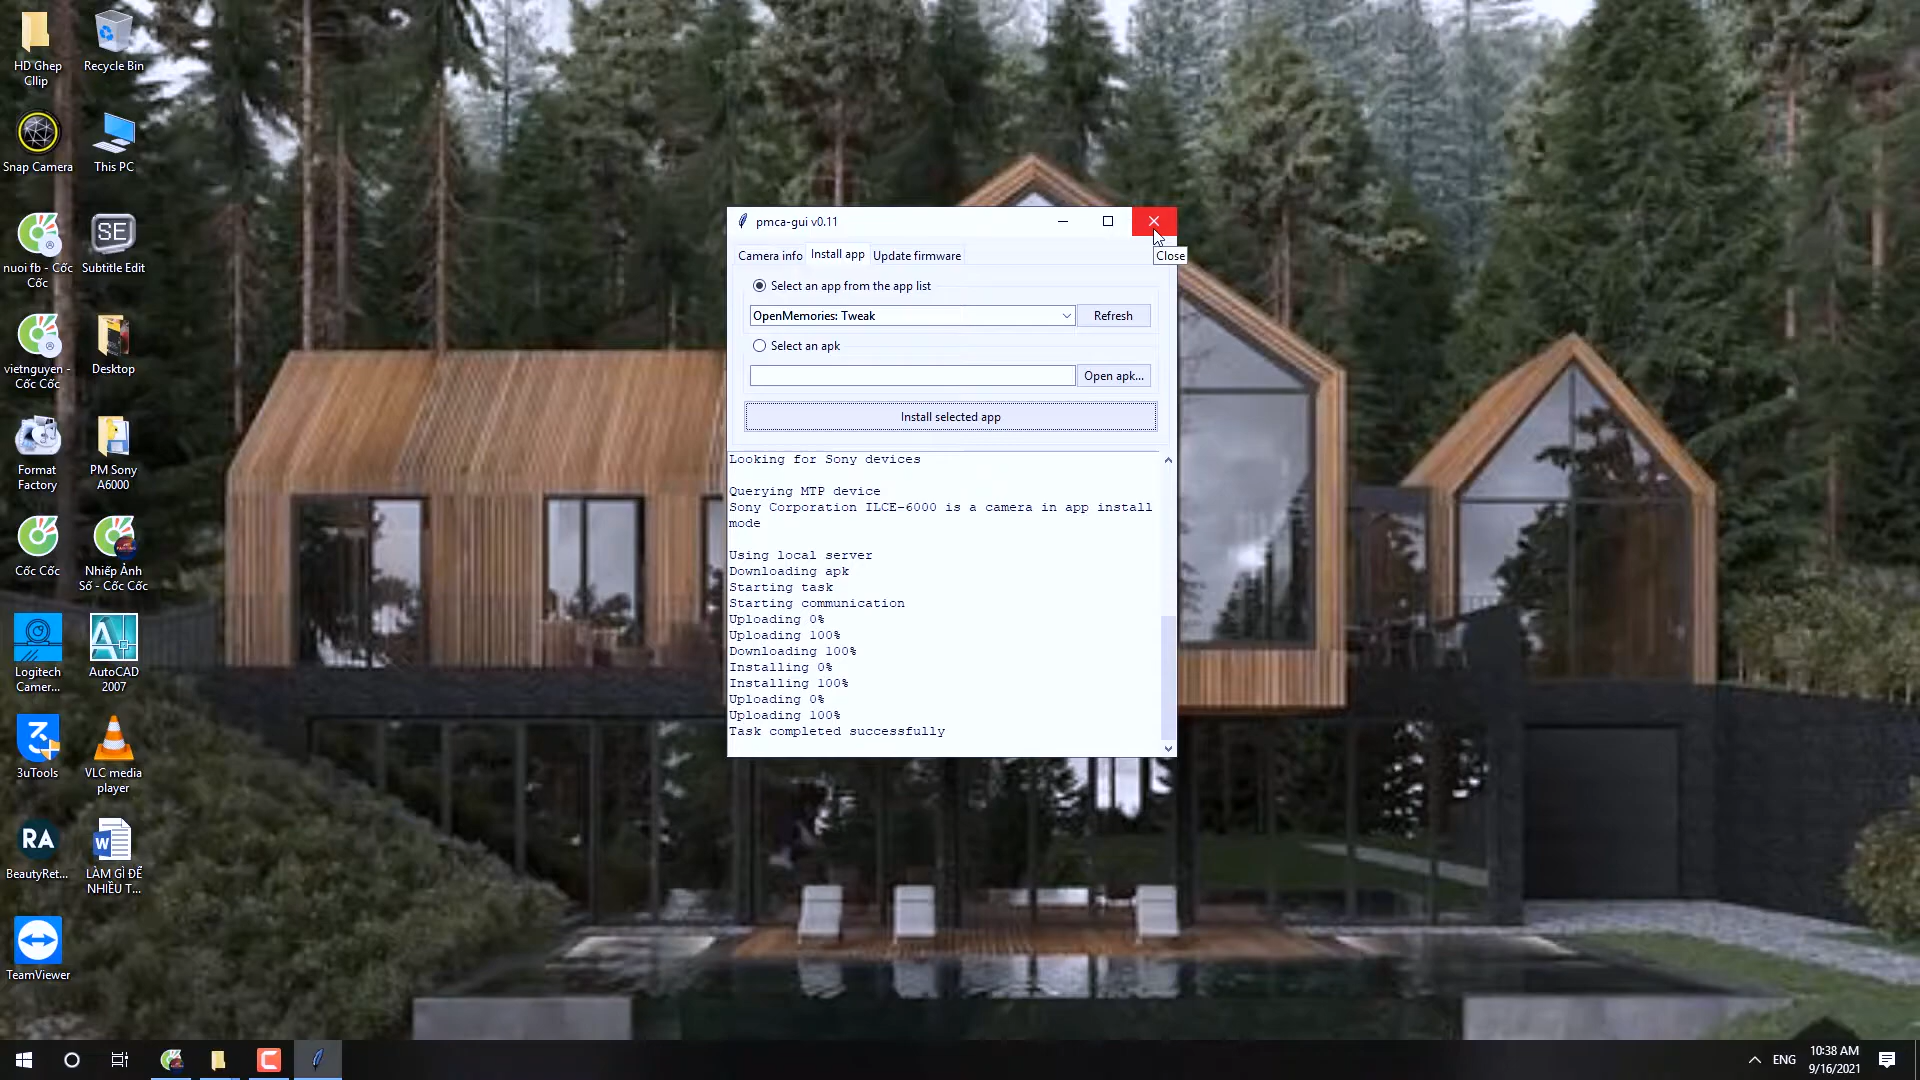 HD Ghep
Cllip
Recycle Bin
Snap Camera
This PC
nuoi fb - Cốc
Cốc
SE
Subtitle Edit
vietnguyen -
Cốc Cốc
Desktop
Format
Factory
PM Sony
A6000
Cốc Cốc
Nhiếp Ảnh
Số - Cốc Cốc
Logitech
Camer...
AutoCAD
2007
3uTools
VLC media
player
RA
BeautyRet...
LÀM GÌ ĐỂ
NHIỀU T...
TeamViewer
pmca-gui v0.11
Close
Camera info
Install app
Update firmware
Select an app from the app list
OpenMemories: Tweak
Refresh
Select an apk
Open apk...
Install selected app
Looking for Sony devices
Querying MTP device
Sony Corporation ILCE-6000 is a camera in app install
mode
Using local server
Downloading apk
Starting task
Starting communication
Uploading 0%
Uploading 100%
Downloading 100%
Installing 0%
Installing 100%
Uploading 0%
Uploading 100%
Task completed successfully
ENG
10:38 AM
9/16/2021